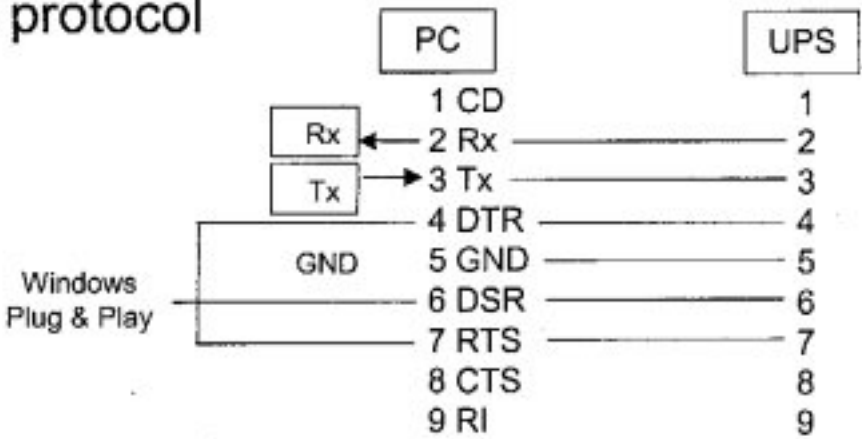 protocol
PC UPS
1 CD 1
Rx 2 Rx 2
Tx 3 Tx 3
4 DTR 4
GND 5 GND 5
Windows
Plug & Play
6 DSR 6
7 RTS 7
8 CTS 8
9 RI 9